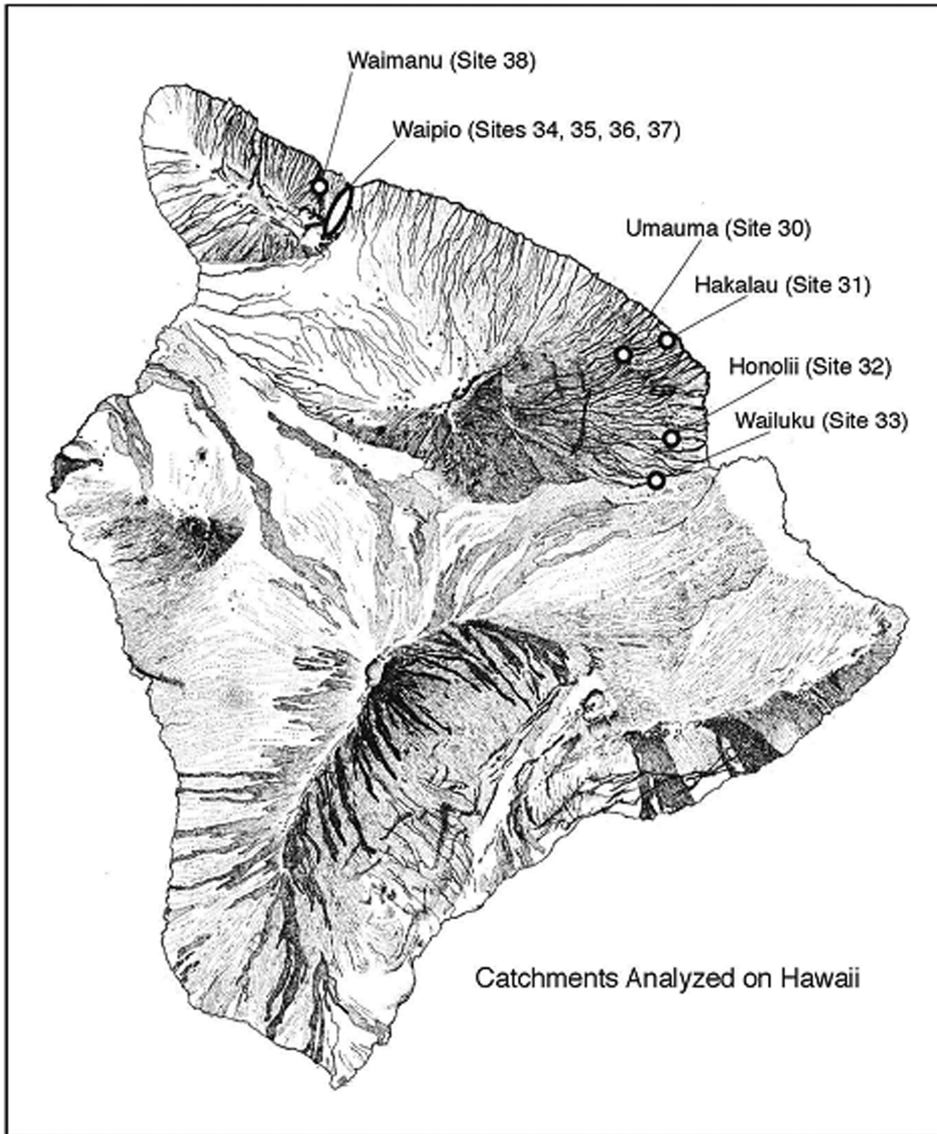 Waimanu (Site 38)
Waipio (Sites 34, 35, 36, 37)
Umauma (Site 30)
Hakalau (Site 31)
Honolii (Site 32)
Wailuku (Site 33)
Catchments Analyzed on Hawaii